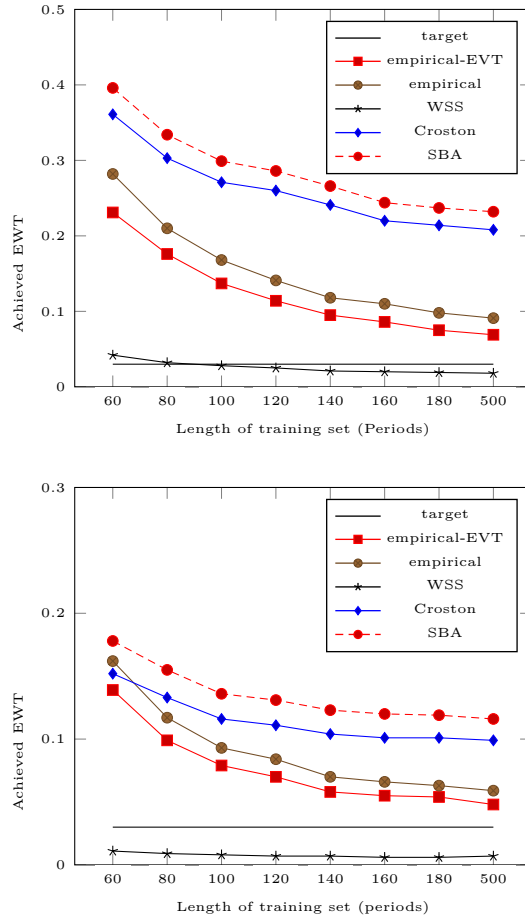 0.5
0.4
0.3
0.2
0.1
0
Achieved EWT
target
empirical-EVT
empirical
WSS
Croston
SBA
60 80 100 120 140 160 180 500
Length of training set (Periods)
0.3
0.2
0.1
0
Achieved EWT
target
empirical-EVT
empirical
WSS
Croston
SBA
60 80 100 120 140 160 180 500
Length of training set (periods)